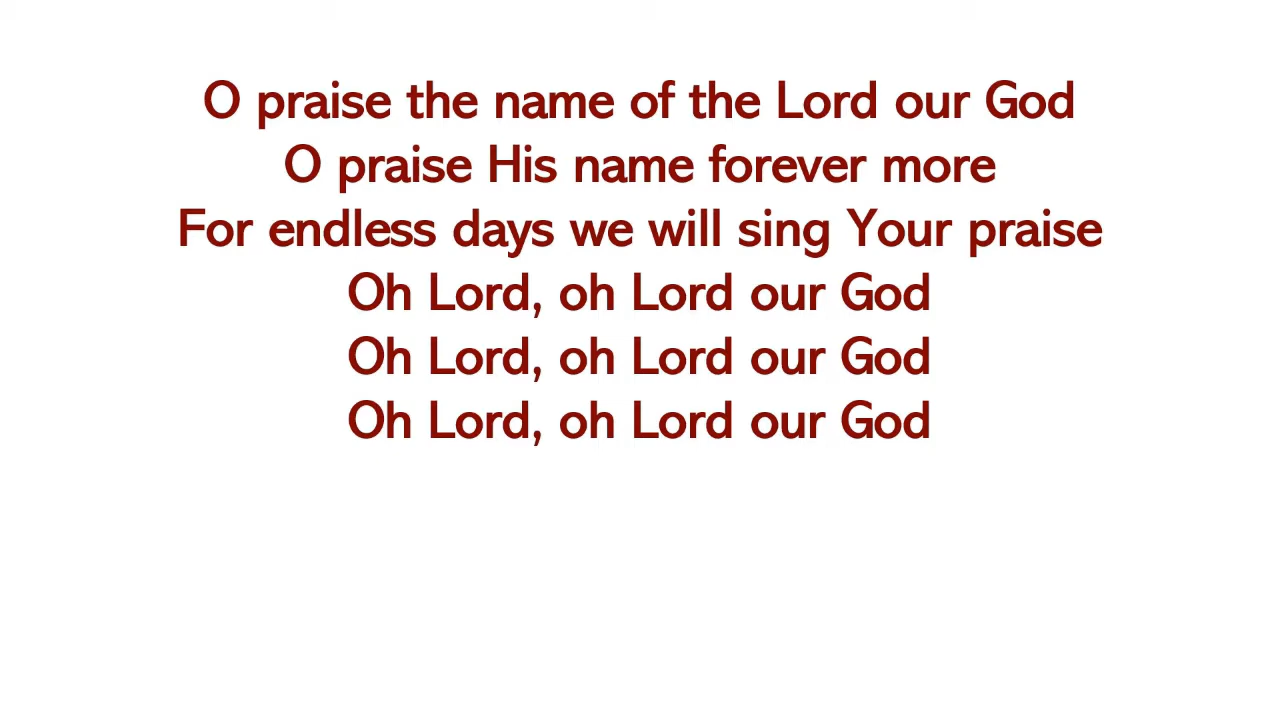 O praise the name of the Lord our God
O praise His name forever more
For endless days we will sing Your praise
Oh Lord, oh Lord our God
Oh Lord, oh Lord our God
Oh Lord, oh Lord our God